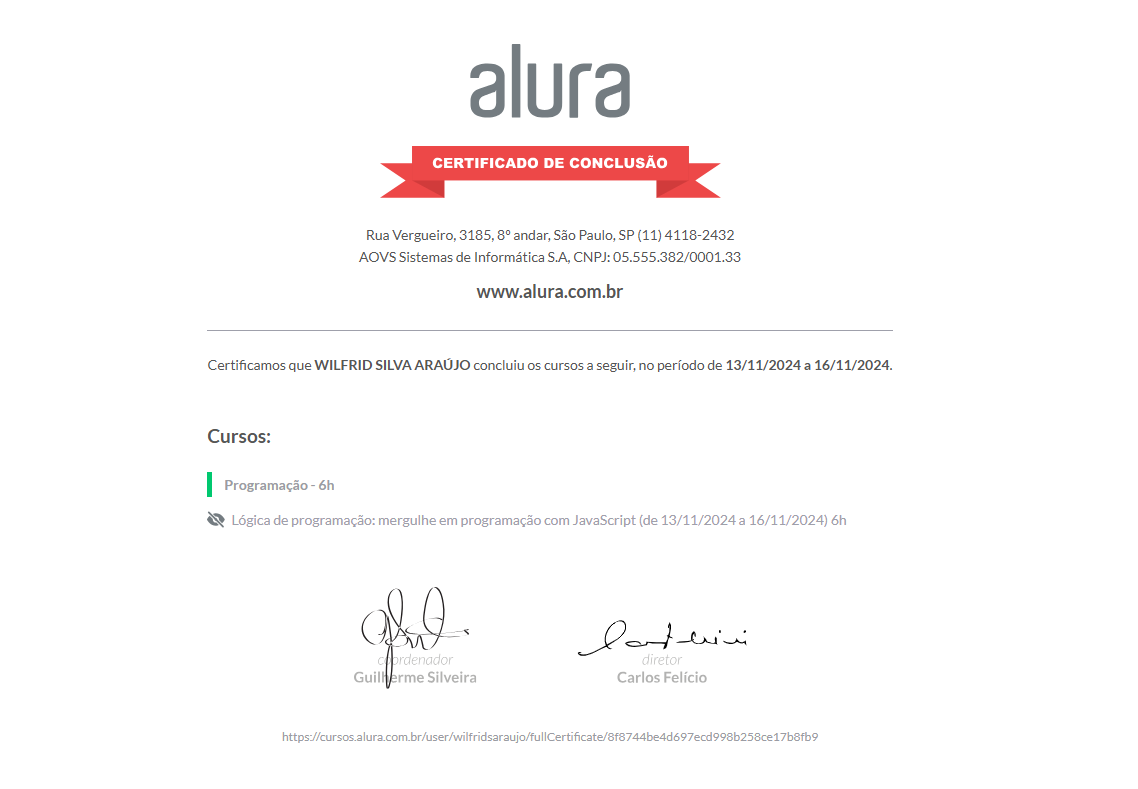 alura
CERTIFICADO DE CONCLUSÃO
Rua Vergueiro, 3185, 8º andar, São Paulo, SP (11) 4118-2432
AOVS Sistemas de Informática S.A, CNPJ: 05.555.382/0001.33
www.alura.com.br
Certificamos que WILFRID SILVA ARAÚJO concluiu os cursos a seguir, no período de 13/11/2024 a 16/11/2024.
Cursos:
Programação - 6h
Lógica de programação: mergulhe em programação com JavaScript (de 13/11/2024 a 16/11/2024) 6h
coordenador
Guilherme Silveira
diretor
Carlos Felício
https://cursos.alura.com.br/user/wilfridsaraujo/fullCertificate/8f8744be4d697ecd998b258ce17b8fb9